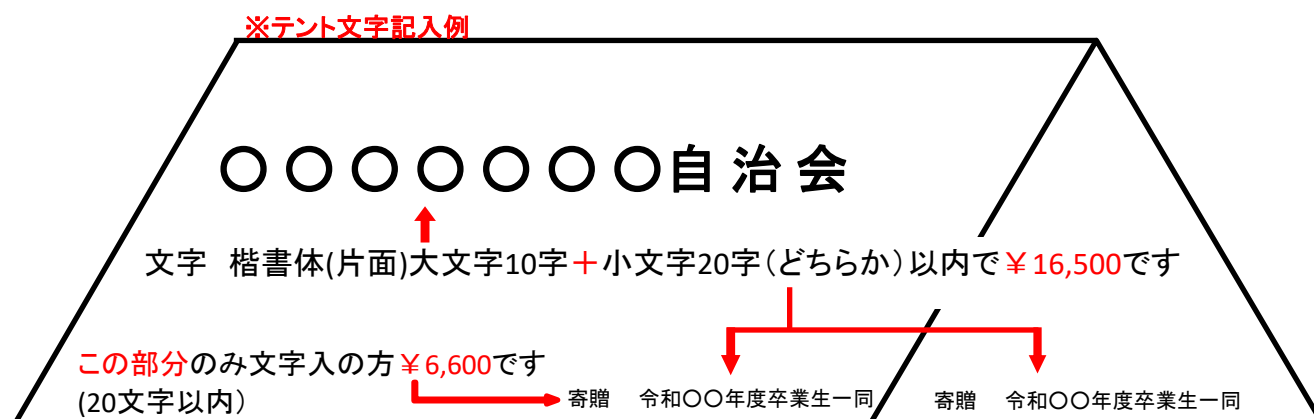 ※テント文字記入例
〇〇〇〇〇〇〇自治会
文字 楷書体(片面)大文字10字＋小文字20字（どちらか）以内で￥16,500です
この部分のみ文字入の方￥6,600です
(20文字以内）
寄贈 令和〇〇年度卒業生一同
寄贈 令和〇〇年度卒業生一同